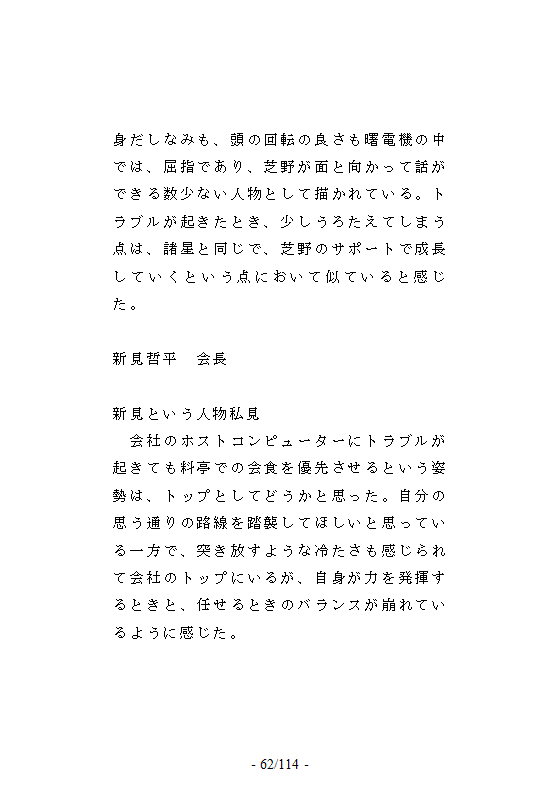 身だしなみも、頭の回転の良さも曙電機の中
では、屈指であり、芝野が面と向かって話が
できる数少ない人物として描かれている。ト
ラブルが起きたとき、少しうろたえてしまう
点は、諸星と同じで、芝野のサポートで成長
していくという点において似ていると感じ
た。
新見哲平　会長
新見という人物私見
　会社のホストコンピューターにトラブルが
起きても料亭での会食を優先させるという姿
勢は、トップとしてどうかと思った。自分の
思う通りの路線を踏襲してほしいと思ってい
る一方で、突き放すような冷たさも感じられ
て会社のトップにいるが、自身が力を発揮す
るときと、任せるときのバランスが崩れてい
るように感じた。
- 62/114 -